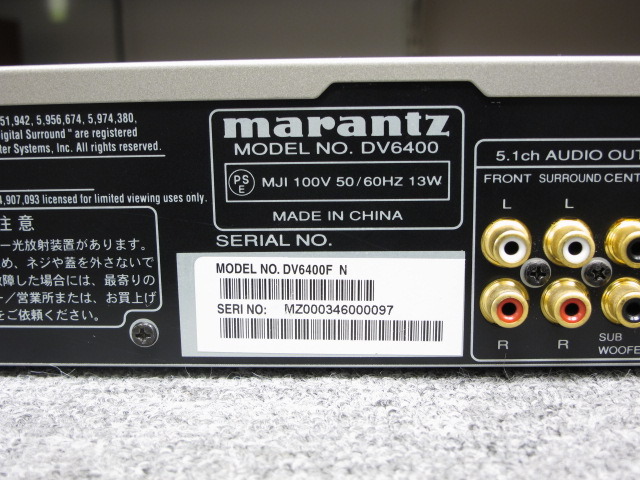 51,942, 5,956,674, 5,974,380,
igital Surround " are registered
ter Systems, Inc. All rights reserved.
4,907,093 licensed for limited viewing uses only.
注意
一光放射装置があります。
め、ネジや蓋を外さないで
故障した場合には、最寄りの
ー／営業所または、お買上げ
をご依頼ください。
marantz
MODEL NO. DV6400
PS
E
MJI 100V 50/60HZ 13W
MADE IN CHINA
SERIAL NO.
MODEL NO. DV6400F N
SERI NO: MZ000346000097
5.1ch AUDIO OUT
FRONT SURROUND CENT
L L
R R
SUB
WOOFE